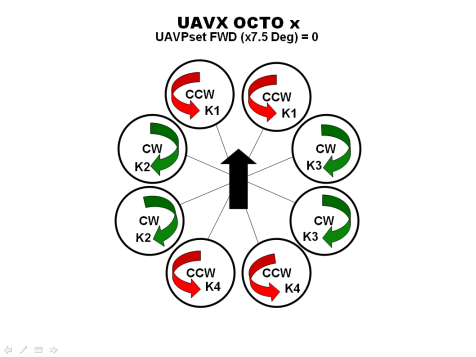 UAVX OCTO x
UAVPset FWD (x7.5 Deg) = 0
CCW
K1
CCW
K1
CW
K2
CW
K3
CW
K2
CW
K3
CCW
K4
CCW
K4